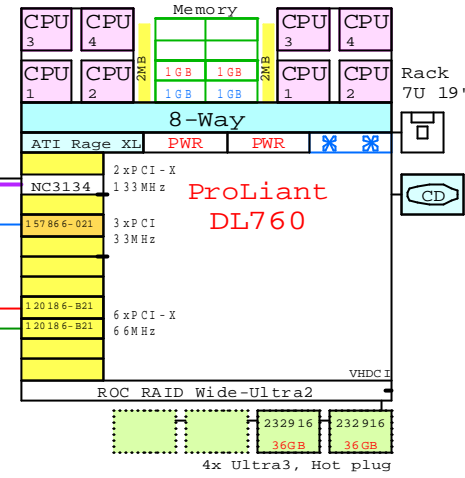 Memory
CPU CPU CPU CPU
3 4 3 4
2MB 2MB
CPU CPU 1GB 1GB CPU CPU
1 2 1GB 1GB 1 2
Rack
7U 19'
8-Way
ATI Rage XL PWR PWR
2xPCI-X
NC3134 133MHz
ProLiant
DL760
CD
157866-021 3xPCI
33MHz
120186-B21 6xPCI-X
120186-B21 66MHz
VHDCI
ROC RAID Wide-Ultra2
232916 232916
36GB 36GB
4x Ultra3, Hot plug